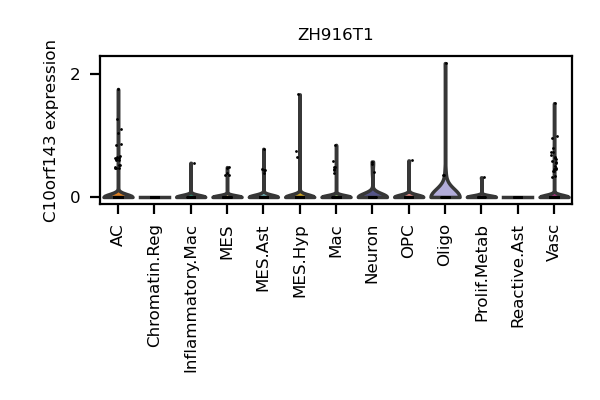 ZH916T1
C10orf143 expression
2
0
AC
Chromatin.Reg
Inflammatory.Mac
MES
MES.Ast
MES.Hyp
Mac
Neuron
OPC
Oligo
Prolif.Metab
Reactive.Ast
Vasc